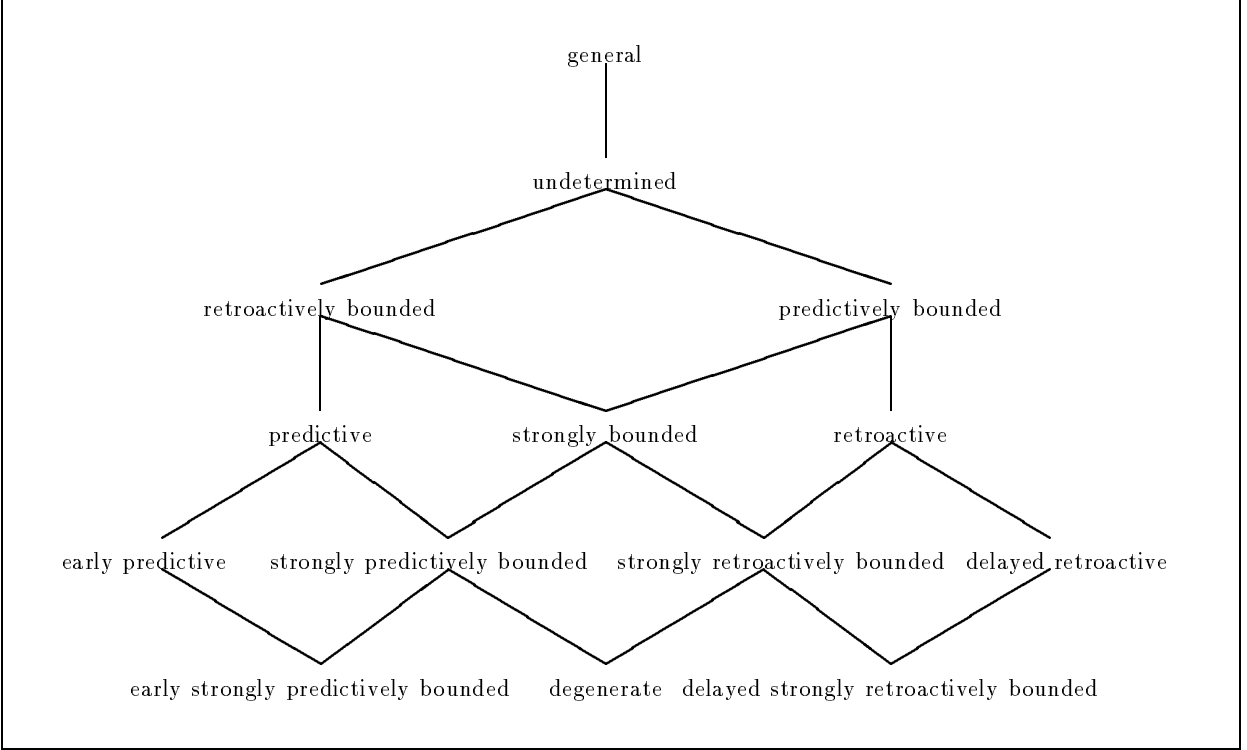 general
undetermined
retroactively bounded predictively bounded
predictive strongly bounded retroactive
early predictive strongly predictively bounded strongly retroactively bounded delayed retroactive
early strongly predictively bounded degenerate delayed strongly retroactively bounded